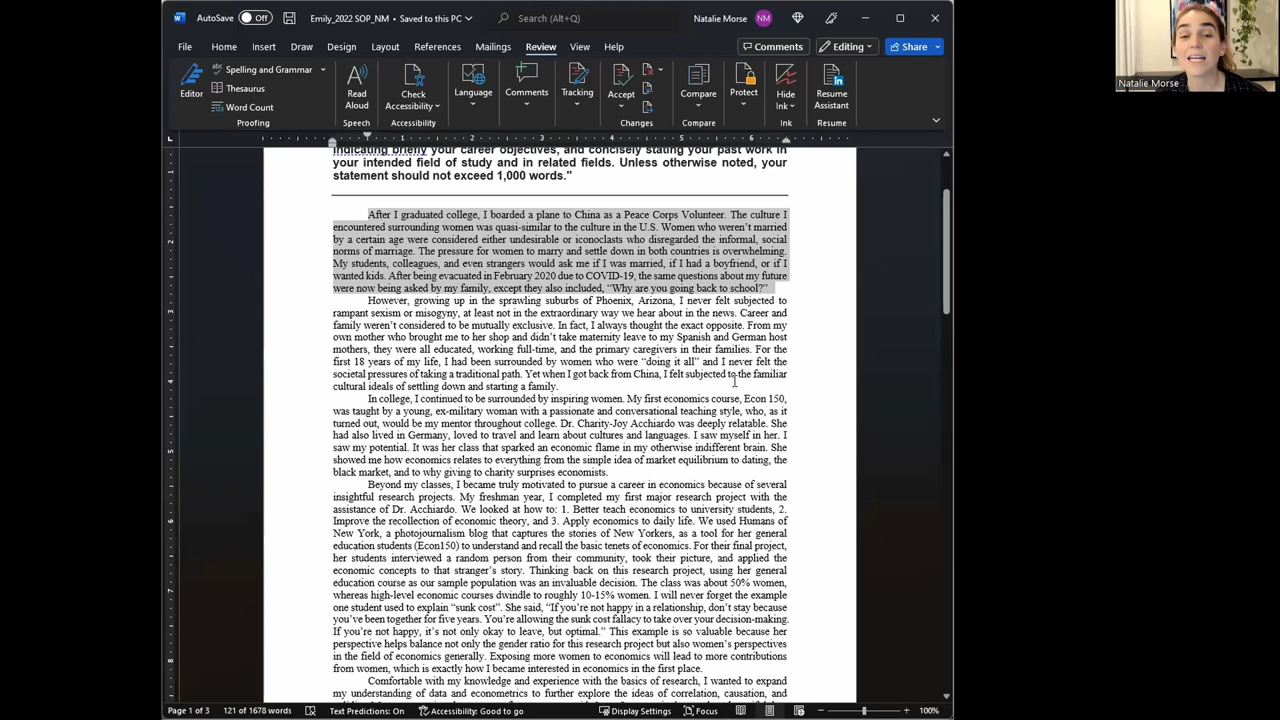 AutoSave Off Emily_2022 SOP_NM • Saved to this PC Search (Alt+Q) Natalie Morse NM
File Home Insert Draw Design Layout References Mailings Review View Help Comments Editing Share
Editor
Spelling and Grammar
Thesaurus
Word Count
Proofing
Read Aloud
Speech
Check Accessibility
Accessibility
Language
Comments
Tracking
Accept
Changes
Compare
Compare
Hide Ink
Ink
Protect
Resume Assistant
Resume
1 2 3 4 5 6
indicating briefly your career objectives, and concisely stating your past work in
your intended field of study and in related fields. Unless otherwise noted, your
statement should not exceed 1,000 words."
After I graduated college, I boarded a plane to China as a Peace Corps Volunteer. The culture I
encountered surrounding women was quasi-similar to the culture in the U.S. Women who weren't married
by a certain age were considered either undesirable or iconoclasts who disregarded the informal, social
norms of marriage. The pressure for women to marry and settle down in both countries is overwhelming.
My students, colleagues, and even strangers would ask me if I was married, if I had a boyfriend, or if I
wanted kids. After being evacuated in February 2020 due to COVID-19, the same questions about my future
were now being asked by my family, except they also included, “Why are you going back to school?”
However, growing up in the sprawling suburbs of Phoenix, Arizona, I never felt subjected to
rampant sexism or misogyny, at least not in the extraordinary way we hear about in the news. Career and
family weren't considered to be mutually exclusive. In fact, I always thought the exact opposite. From my
own mother who brought me to her shop and didn't take maternity leave to my Spanish and German host
mothers, they were all educated, working full-time, and the primary caregivers in their families. For the
first 18 years of my life, I had been surrounded by women who were “doing it all” and I never felt the
societal pressures of taking a traditional path. Yet when I got back from China, I felt subjected to the familiar
cultural ideals of settling down and starting a family.
In college, I continued to be surrounded by inspiring women. My first economics course, Econ 150,
was taught by a young, ex-military woman with a passionate and conversational teaching style, who, as it
turned out, would be my mentor throughout college. Dr. Charity-Joy Acchiardo was deeply relatable. She
had also lived in Germany, loved to travel and learn about cultures and languages. I saw myself in her. I
saw my potential. It was her class that sparked an economic flame in my otherwise indifferent brain. She
showed me how economics relates to everything from the simple idea of market equilibrium to dating, the
black market, and to why giving to charity surprises economists.
Beyond my classes, I became truly motivated to pursue a career in economics because of several
insightful research projects. My freshman year, I completed my first major research project with the
assistance of Dr. Acchiardo. We looked at how to: 1. Better teach economics to university students, 2.
Improve the recollection of economic theory, and 3. Apply economics to daily life. We used Humans of
New York, a photojournalism blog that captures the stories of New Yorkers, as a tool for her general
education students (Econ150) to understand and recall the basic tenets of economics. For their final project,
her students interviewed a random person from their community, took their picture, and applied the
economic concepts to that stranger's story. Thinking back on this research project, using her general
education course as our sample population was an invaluable decision. The class was about 50% women,
whereas high-level economic courses dwindle to roughly 10-15% women. I will never forget the example
one student used to explain “sunk cost”. She said, “If you're not happy in a relationship, don't stay because
you've been together for five years. You're allowing the sunk cost fallacy to take over your decision-making.
If you're not happy, it's not only okay to leave, but optimal.” This example is so valuable because her
perspective helps balance not only the gender ratio for this research project but also women's perspectives
in the field of economics generally. Exposing more women to economics will lead to more contributions
from women, which is exactly how I became interested in economics in the first place.
Comfortable with my knowledge and experience with the basics of research, I wanted to expand
my understanding of data and econometrics to further explore the ideas of correlation, causation, and
Page 1 of 3 121 of 1678 words Text Predictions: On Accessibility: Good to go Display Settings Focus 100%
Natalie Morse